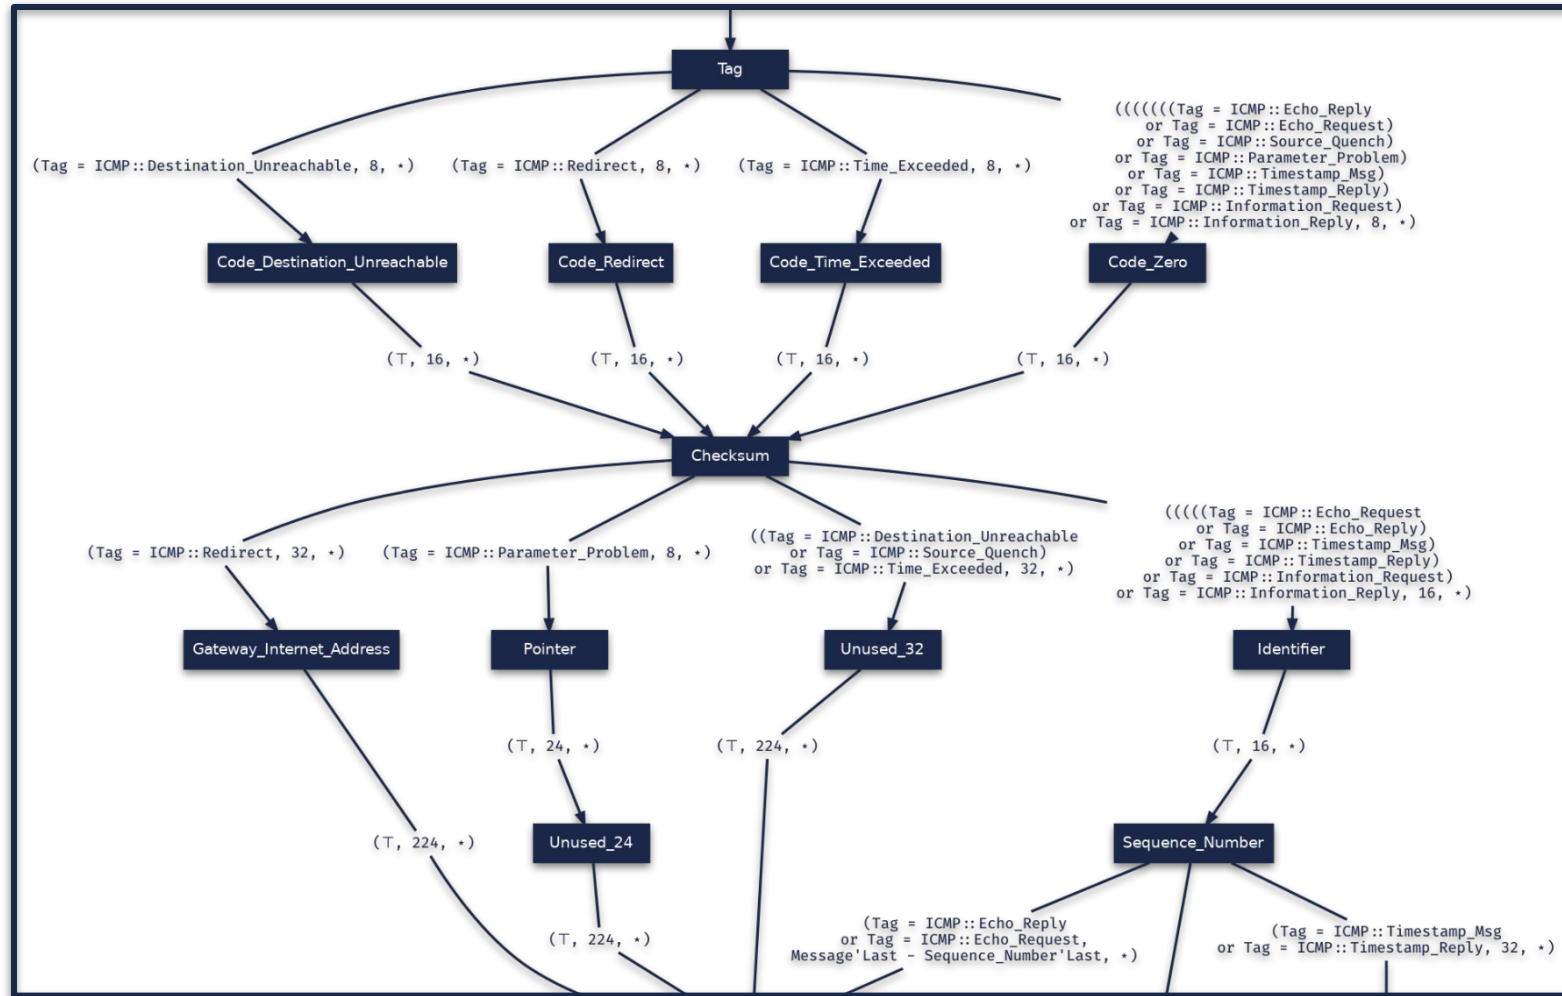 Tag
(Tag = ICMP::Destination_Unreachable, 8, ⋆)
(Tag = ICMP::Redirect, 8, ⋆)
(Tag = ICMP::Time_Exceeded, 8, ⋆)
(((((((Tag = ICMP::Echo_Reply
or Tag = ICMP::Echo_Request)
or Tag = ICMP::Source_Quench)
or Tag = ICMP::Parameter_Problem)
or Tag = ICMP::Timestamp_Msg)
or Tag = ICMP::Timestamp_Reply)
or Tag = ICMP::Information_Request)
or Tag = ICMP::Information_Reply, 8, ⋆)
Code_Destination_Unreachable
Code_Redirect
Code_Time_Exceeded
Code_Zero
(⊤, 16, ⋆)
(⊤, 16, ⋆)
(⊤, 16, ⋆)
(⊤, 16, ⋆)
Checksum
(Tag = ICMP::Redirect, 32, ⋆)
(Tag = ICMP::Parameter_Problem, 8, ⋆)
((Tag = ICMP::Destination_Unreachable
or Tag = ICMP::Source_Quench)
or Tag = ICMP::Time_Exceeded, 32, ⋆)
(((((Tag = ICMP::Echo_Request
or Tag = ICMP::Echo_Reply)
or Tag = ICMP::Timestamp_Msg)
or Tag = ICMP::Timestamp_Reply)
or Tag = ICMP::Information_Request)
or Tag = ICMP::Information_Reply, 16, ⋆)
Gateway_Internet_Address
Pointer
Unused_32
Identifier
(⊤, 24, ⋆)
(⊤, 224, ⋆)
(⊤, 16, ⋆)
(⊤, 224, ⋆)
Unused_24
Sequence_Number
(⊤, 224, ⋆)
(Tag = ICMP::Echo_Reply
or Tag = ICMP::Echo_Request,
Message'Last - Sequence_Number'Last, ⋆)
(Tag = ICMP::Timestamp_Msg
or Tag = ICMP::Timestamp_Reply, 32, ⋆)